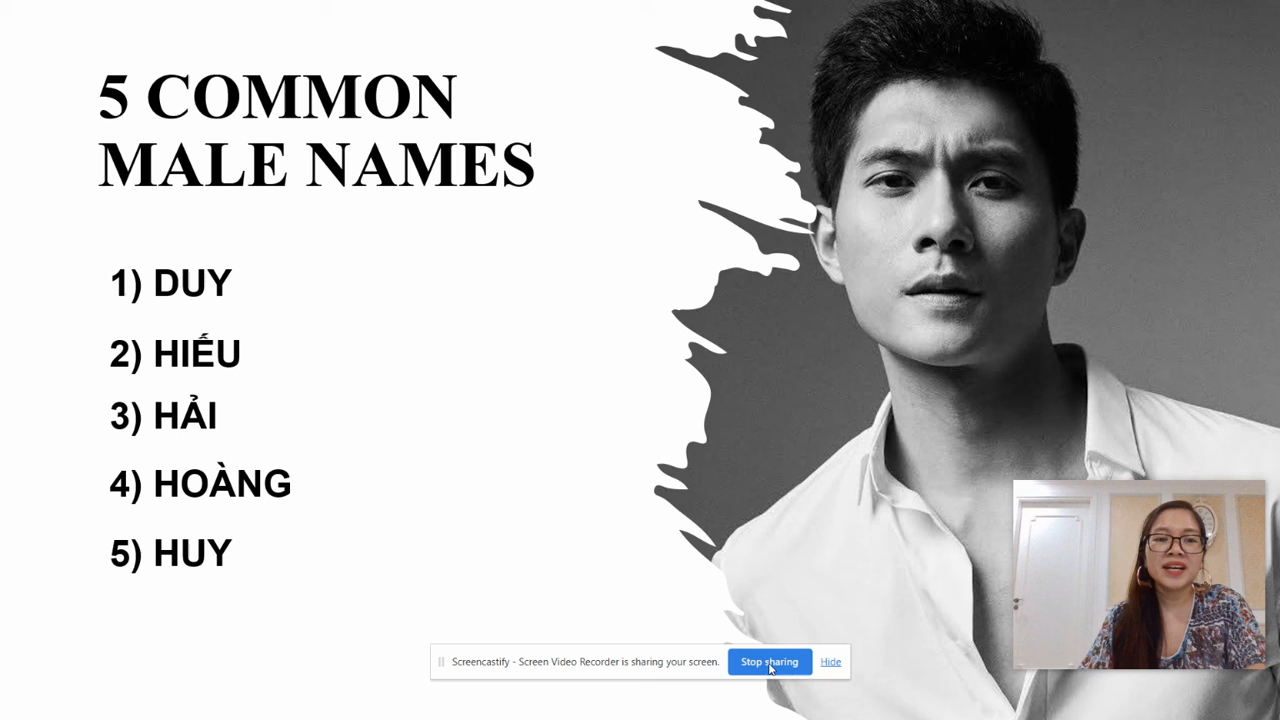 5 COMMON
MALE NAMES
1) DUY
2) HIẾU
3) HẢI
4) HOÀNG
5) HUY
Screencastify - Screen Video Recorder is sharing your screen.
Stop sharing
Hide